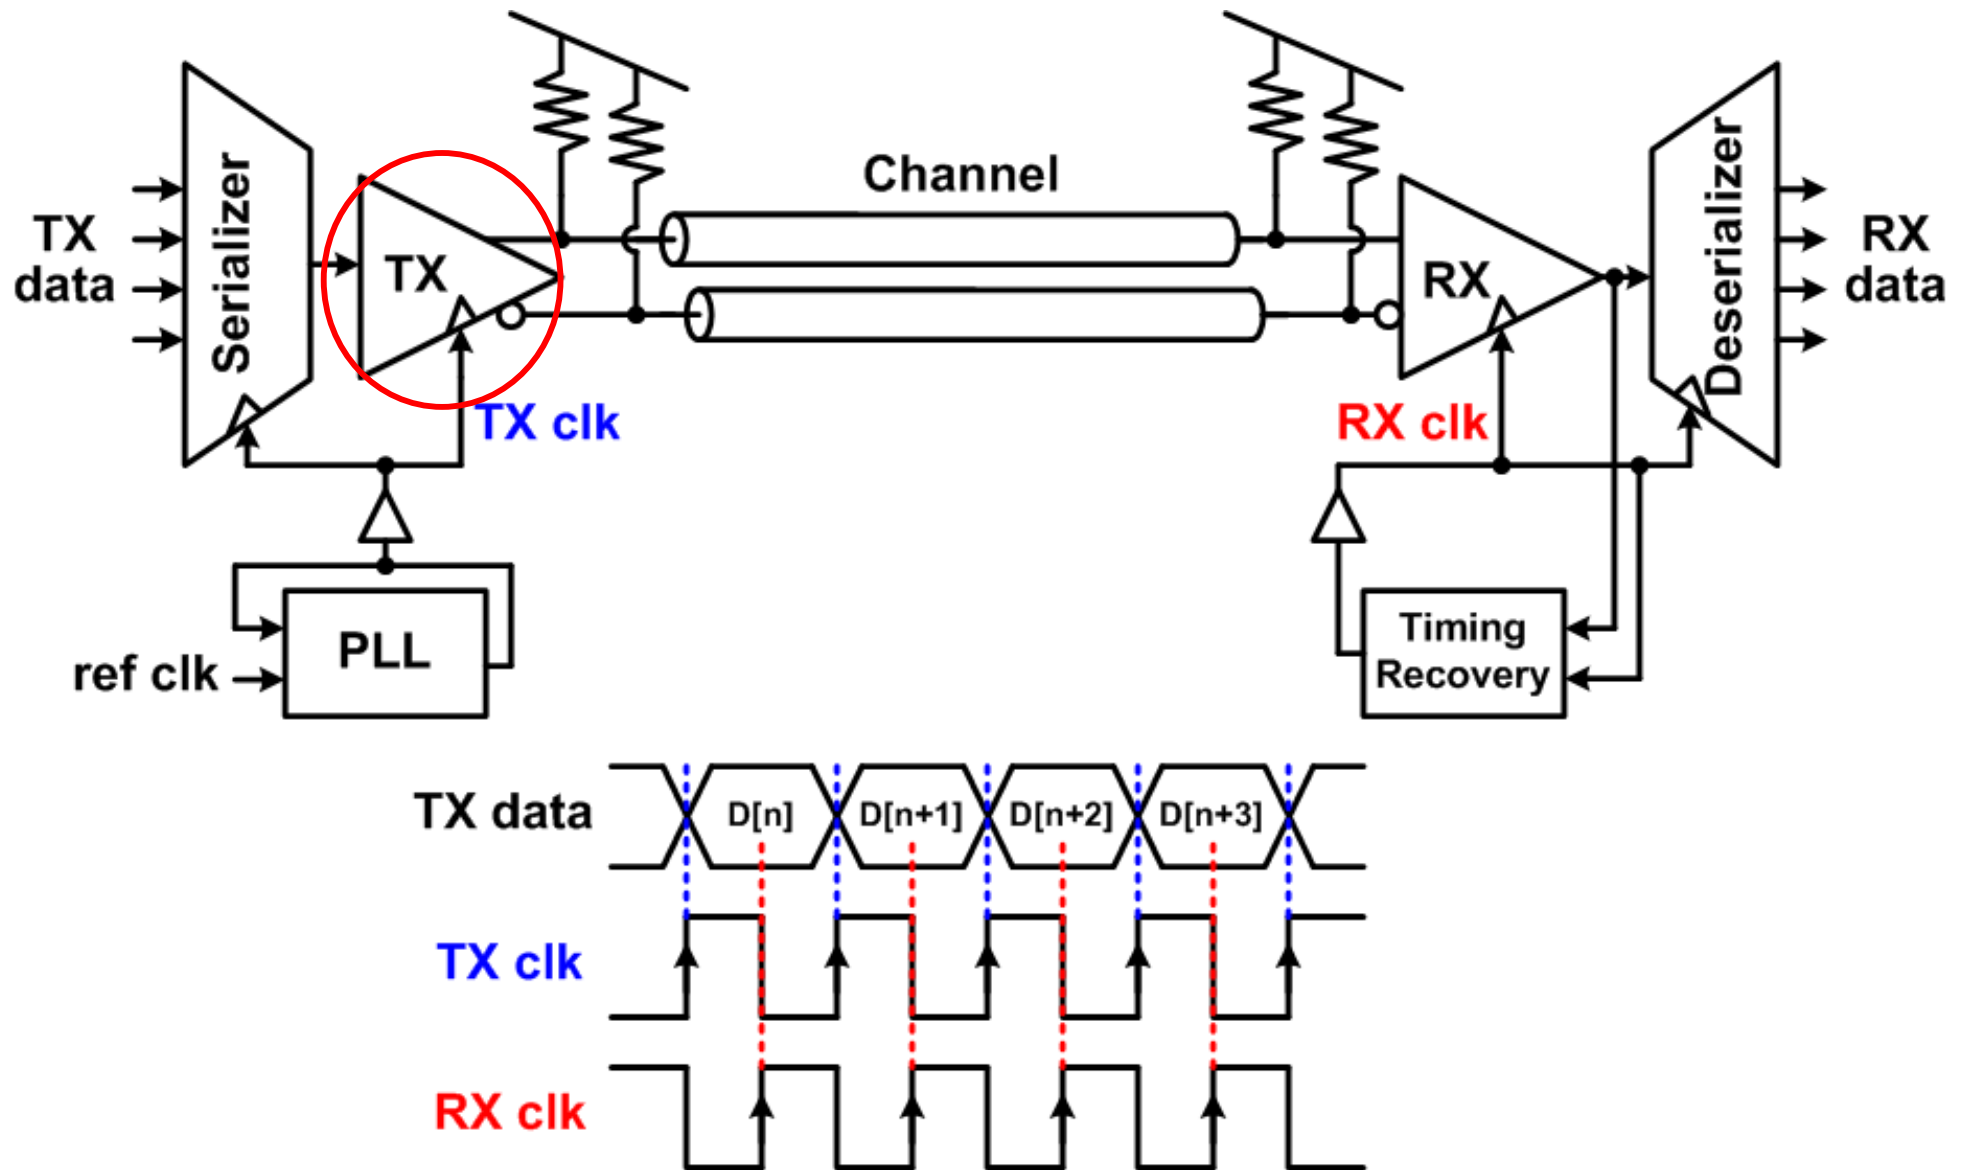 Channel
TX
data
Serializer
TX
RX
Deserializer
RX
data
TX clk
RX clk
PLL
ref clk
Timing
Recovery
TX data
D[n]
D[n+1]
D[n+2]
D[n+3]
TX clk
RX clk